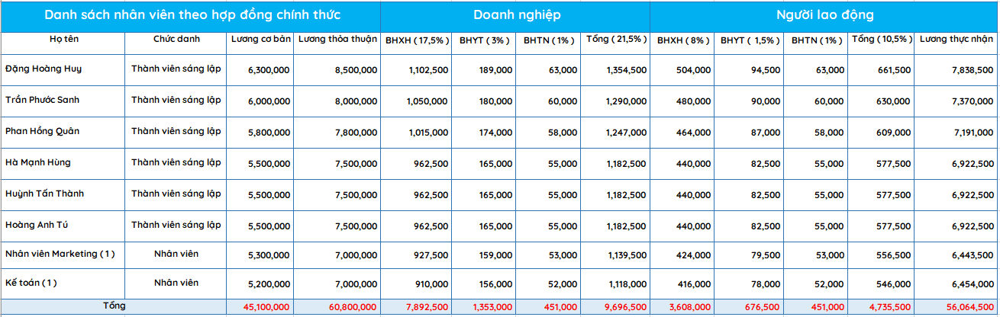 Danh sách nhân viên theo hợp đồng chính thức Doanh nghiệp Người lao động
Họ tên Chức danh Lương cơ bản Lương thỏa thuận BHXH ( 17,5% ) BHYT ( 3% ) BHTN ( 1% ) Tổng ( 21,5% ) BHXH ( 8% ) BHYT ( 1,5% ) BHTN ( 1% ) Tổng ( 10,5% ) Lương thực nhận
Đặng Hoàng Huy Thành viên sáng lập 6,300,000 8,500,000 1,102,500 189,000 63,000 1,354,500 504,000 94,500 63,000 661,500 7,838,500
Trần Phước Sanh Thành viên sáng lập 6,000,000 8,000,000 1,050,000 180,000 60,000 1,290,000 480,000 90,000 60,000 630,000 7,370,000
Phan Hồng Quân Thành viên sáng lập 5,800,000 7,800,000 1,015,000 174,000 58,000 1,247,000 464,000 87,000 58,000 609,000 7,191,000
Hà Mạnh Hùng Thành viên sáng lập 5,500,000 7,500,000 962,500 165,000 55,000 1,182,500 440,000 82,500 55,000 577,500 6,922,500
Huỳnh Tấn Thành Thành viên sáng lập 5,500,000 7,500,000 962,500 165,000 55,000 1,182,500 440,000 82,500 55,000 577,500 6,922,500
Hoàng Anh Tú Thành viên sáng lập 5,500,000 7,500,000 962,500 165,000 55,000 1,182,500 440,000 82,500 55,000 577,500 6,922,500
Nhân viên Marketing ( 1 ) Nhân viên 5,300,000 7,000,000 927,500 159,000 53,000 1,139,500 424,000 79,500 53,000 556,500 6,443,500
Kế toán ( 1 ) Nhân viên 5,200,000 7,000,000 910,000 156,000 52,000 1,118,000 416,000 78,000 52,000 546,000 6,454,000
Tổng 45,100,000 60,800,000 7,892,500 1,353,000 451,000 9,696,500 3,608,000 676,500 451,000 4,735,500 56,064,500